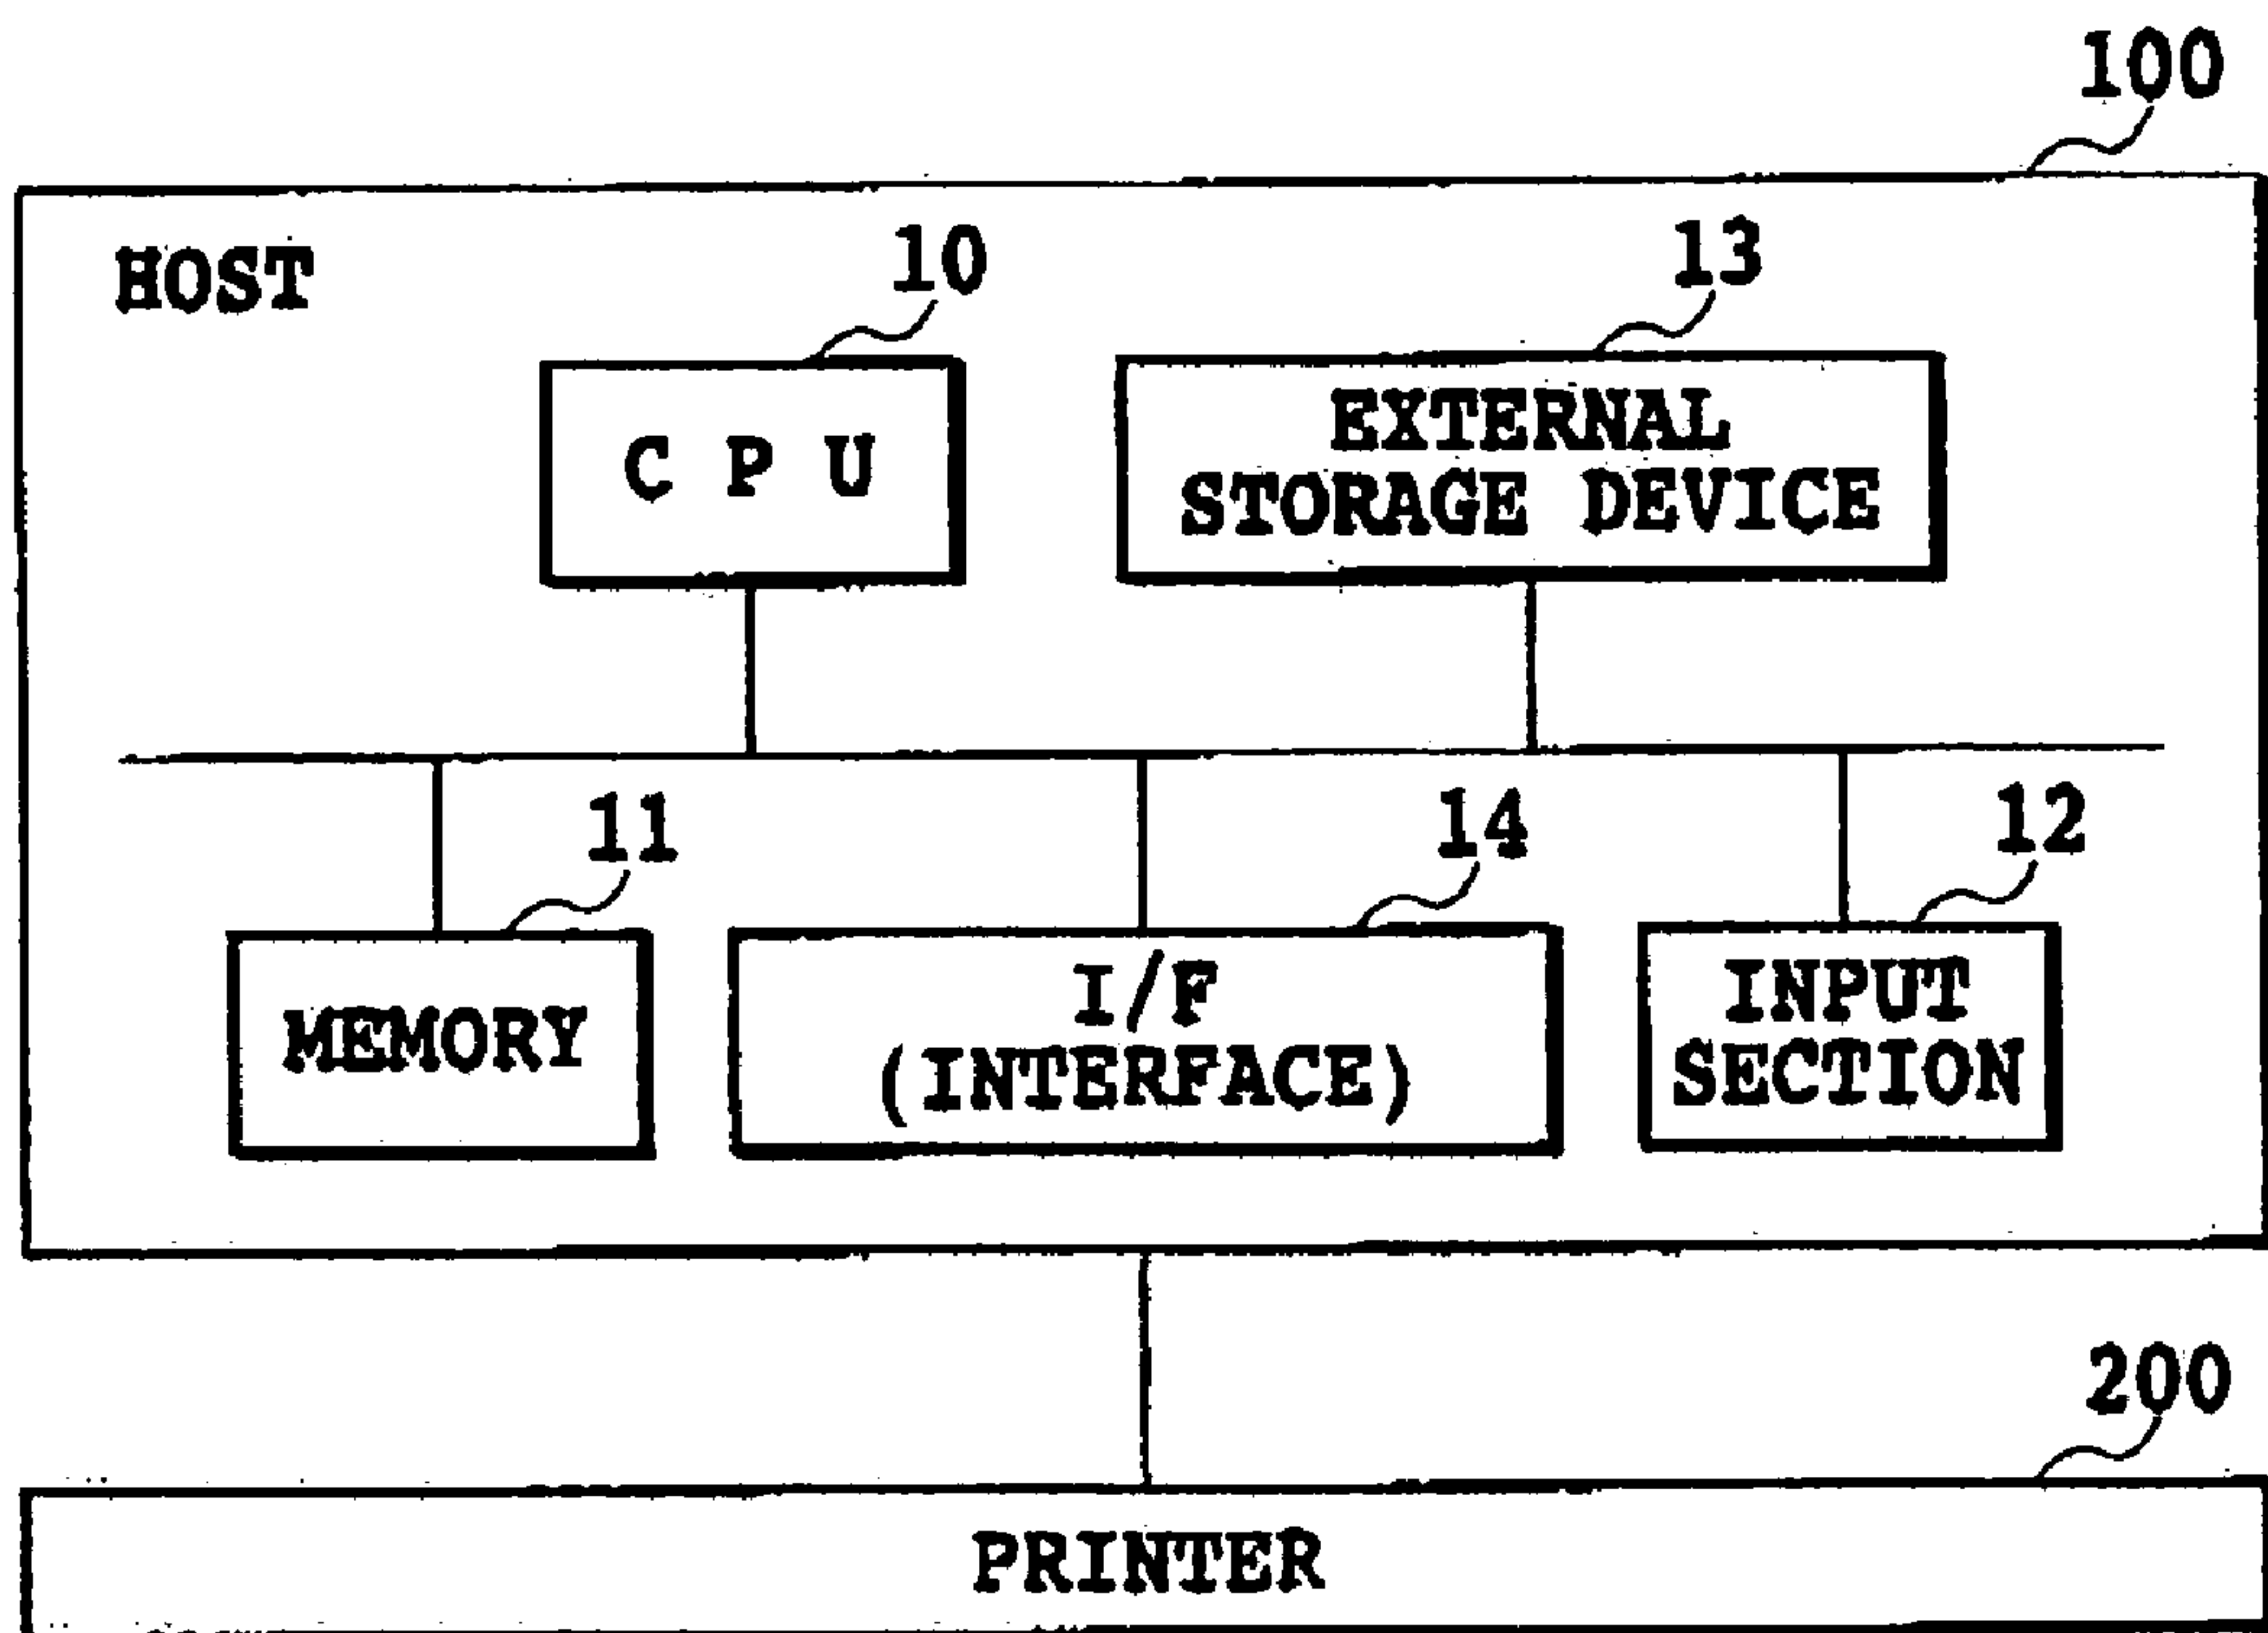 100
HOST
10
13
C P U
EXTERNAL
STORAGE DEVICE
11
14
12
MEMORY
I/F
(INTERFACE)
INPUT
SECTION
200
PRINTER